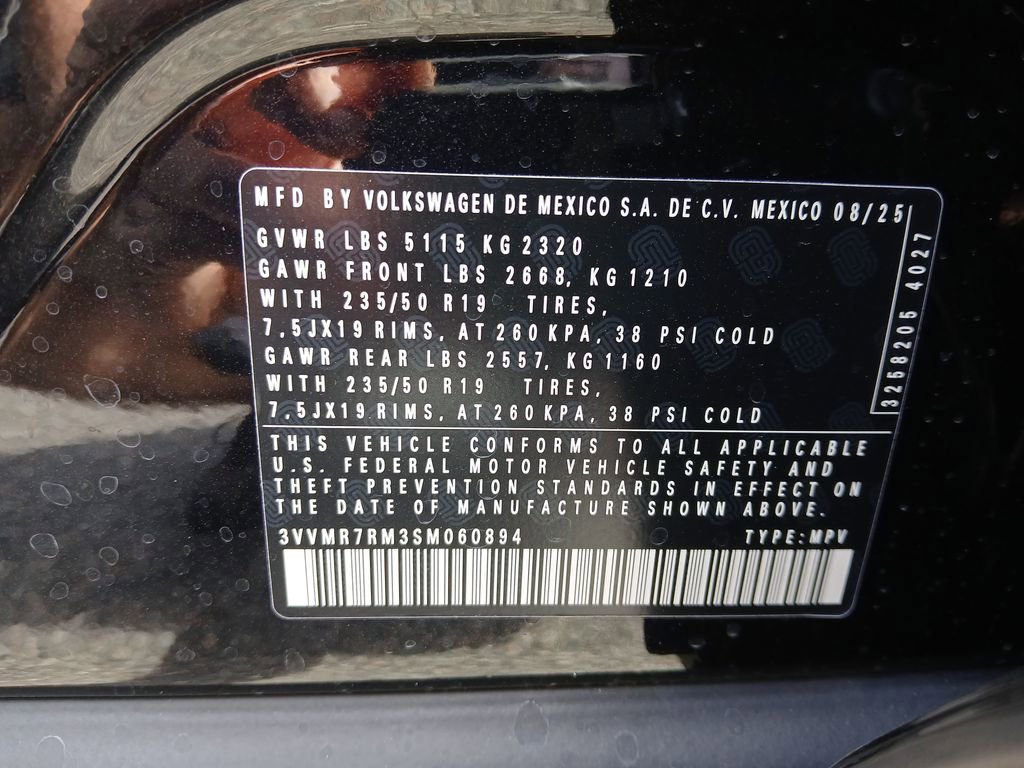 MFD BY VOLKSWAGEN DE MEXICO S.A. DE C.V. MEXICO 08/25
GVWR LBS 5115 KG 2320
GAWR FRONT LBS 2668, KG 1210
WITH 235/50 R19 TIRES,
7,5JX19 RIMS, AT 260 KPA, 38 PSI COLD
GAWR REAR LBS 2557, KG 1160
WITH 235/50 R19 TIRES,
7,5JX19 RIMS, AT 260 KPA, 38 PSI COLD
3258205 4027
THIS VEHICLE CONFORMS TO ALL APPLICABLE
U.S. FEDERAL MOTOR VEHICLE SAFETY AND
THEFT PREVENTION STANDARDS IN EFFECT ON
THE DATE OF MANUFACTURE SHOWN ABOVE.
3VVMR7RM3SM060894 TYPE:MPV